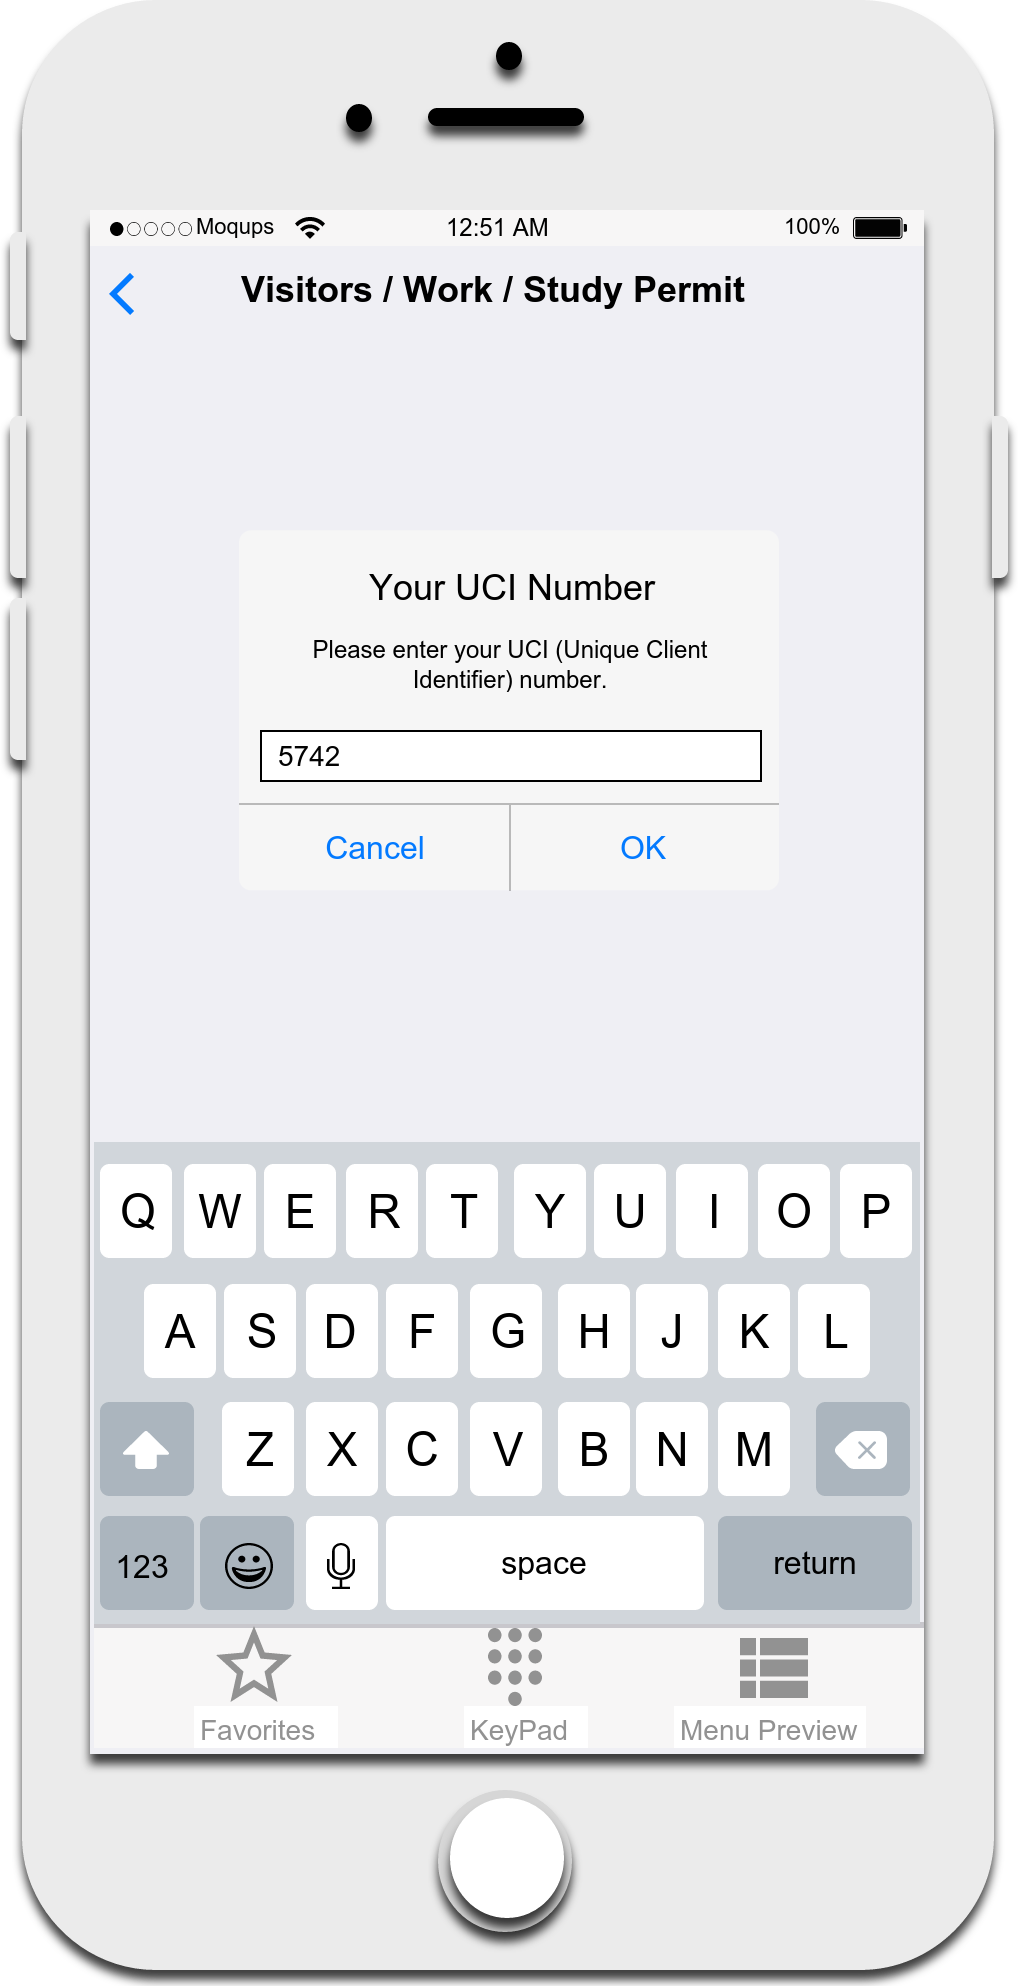 Moqups 12:51 AM 100%
Visitors / Work / Study Permit
Your UCI Number
Please enter your UCI (Unique Client
Identifier) number.
5742
Cancel OK
Q W E R T Y U I O P
A S D F G H J K L
Z X C V B N M
123 space return
Favorites KeyPad Menu Preview